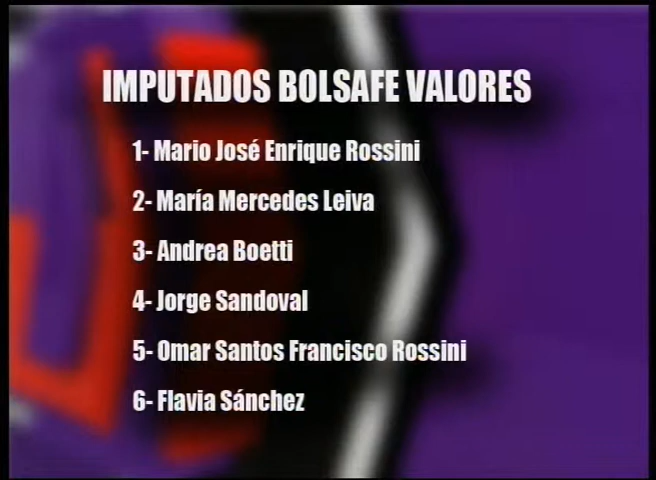 IMPUTADOS BOLSAFE VALORES
1- Mario José Enrique Rossini
2- María Mercedes Leiva
3- Andrea Boetti
4- Jorge Sandoval
5- Omar Santos Francisco Rossini
6- Flavia Sánchez